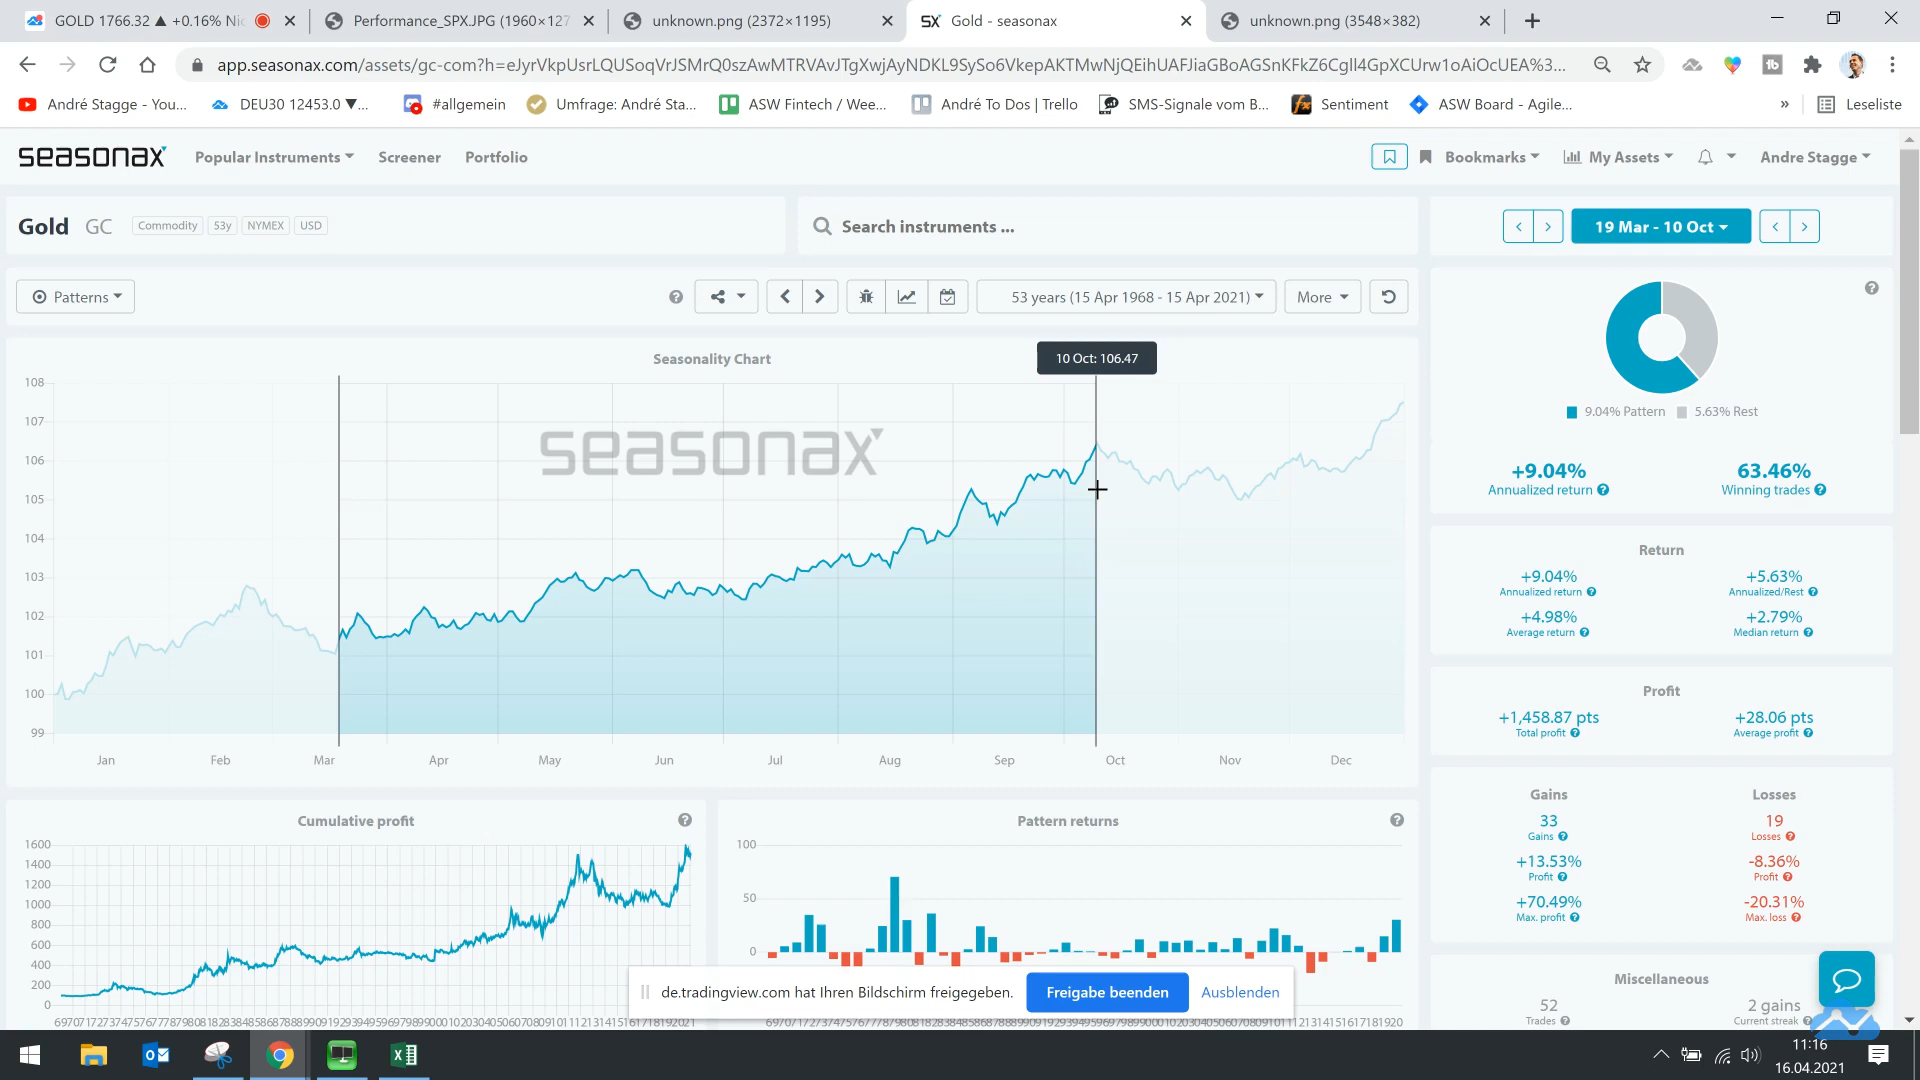 GOLD 1766.32 ▲ +0.16% Nic
Performance_SPX.JPG (1960×127
unknown.png (2372×1195)
SX Gold - seasonax
unknown.png (3548×382)
André Stagge - You...
DEU30 12453.0 ▼...
#allgemein
Umfrage: André Sta...
ASW Fintech / Wee...
André To Dos | Trello
SMS-Signale vom B...
fx Sentiment
ASW Board - Agile...
»
Leseliste
seasonax
Popular Instruments
Screener
Portfolio
Bookmarks
My Assets
Andre Stagge
Gold GC Commodity 53y NYMEX USD
Search instruments ...
19 Mar - 10 Oct
Patterns
53 years (15 Apr 1968 - 15 Apr 2021)
More
Seasonality Chart
10 Oct: 106.47
seasonax
108
107
106
105
104
103
102
101
100
99
Jan Feb Mar Apr May Jun Jul Aug Sep Oct Nov Dec
9.04% Pattern 5.63% Rest
+9.04% 63.46%
Annualized return Winning trades
Return
+9.04% +5.63%
Annualized return Annualized/Rest
+4.98% +2.79%
Average return Median return
Profit
+1,458.87 pts +28.06 pts
Total profit Average profit
Gains Losses
33 19
Gains Losses
+13.53% -8.36%
Profit Profit
+70.49% -20.31%
Max. profit Max. loss
Miscellaneous
52 2 gains
Trades Current streak
Cumulative profit
1600
1400
1200
1000
800
600
400
200
0
Pattern returns
100
50
0
de.tradingview.com hat Ihren Bildschirm freigegeben.
Freigabe beenden
Ausblenden
11:16
16.04.2021